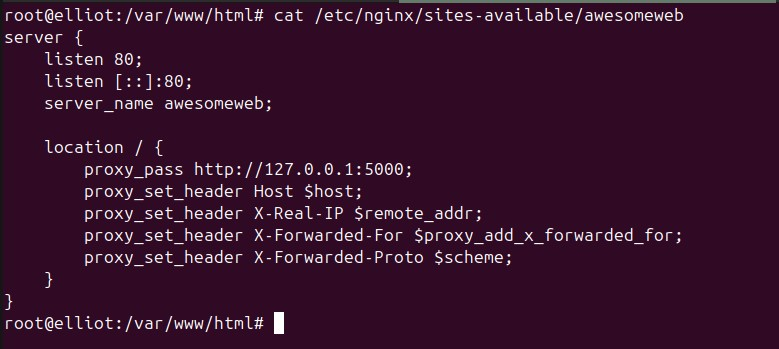 root@elliot:/var/www/html# cat /etc/nginx/sites-available/awesomeweb
server {
    listen 80;
    listen [::]:80;
    server_name awesomeweb;

    location / {
        proxy_pass http://127.0.0.1:5000;
        proxy_set_header Host $host;
        proxy_set_header X-Real-IP $remote_addr;
        proxy_set_header X-Forwarded-For $proxy_add_x_forwarded_for;
        proxy_set_header X-Forwarded-Proto $scheme;
    }
}
root@elliot:/var/www/html#